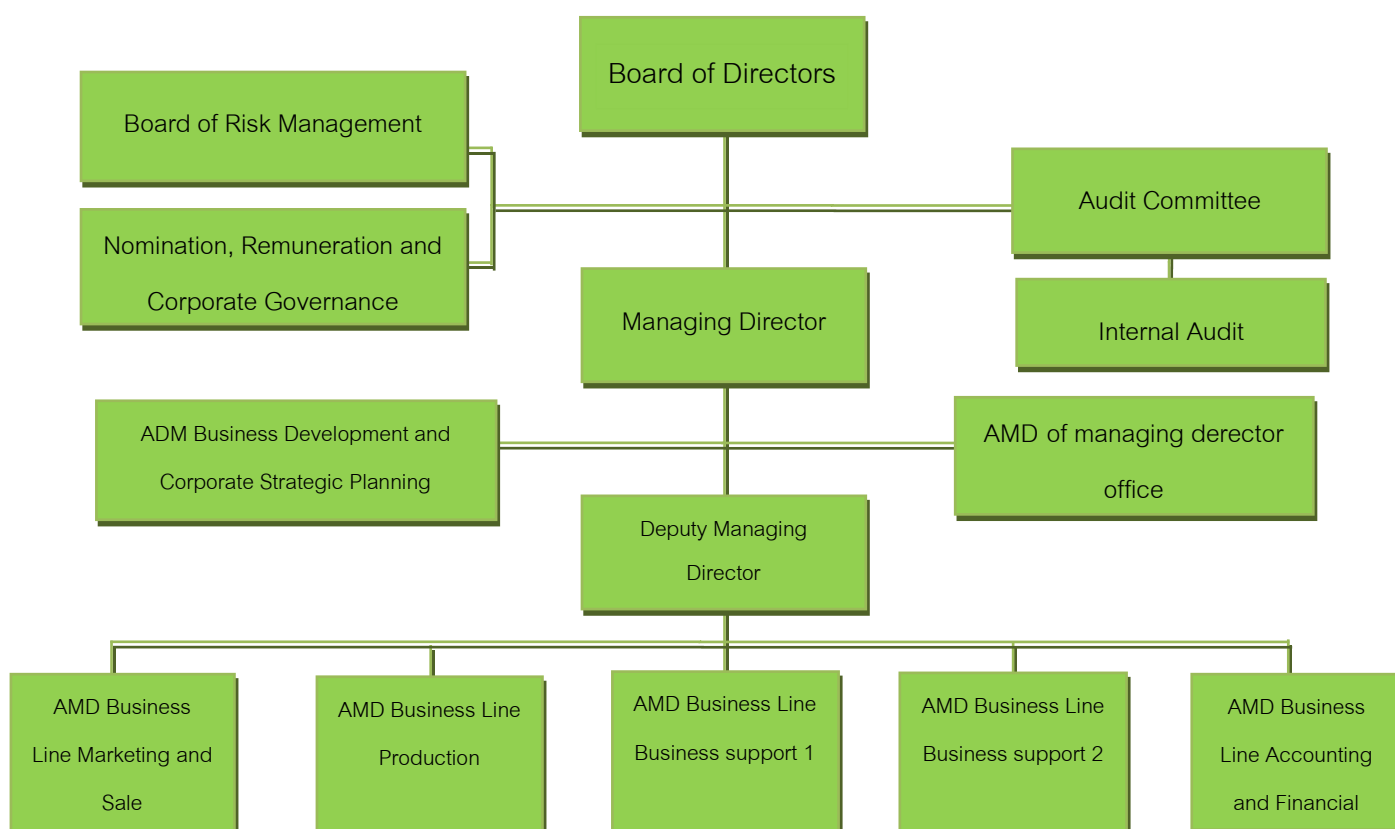 Board of Directors
Board of Risk Management
Audit Committee
Nomination, Remuneration and
Corporate Governance
Managing Director
Internal Audit
ADM Business Development and
Corporate Strategic Planning
AMD of managing derector
office
Deputy Managing
Director
AMD Business
Line Marketing and
Sale
AMD Business Line
Production
AMD Business Line
Business support 1
AMD Business Line
Business support 2
AMD Business
Line Accounting
and Financial